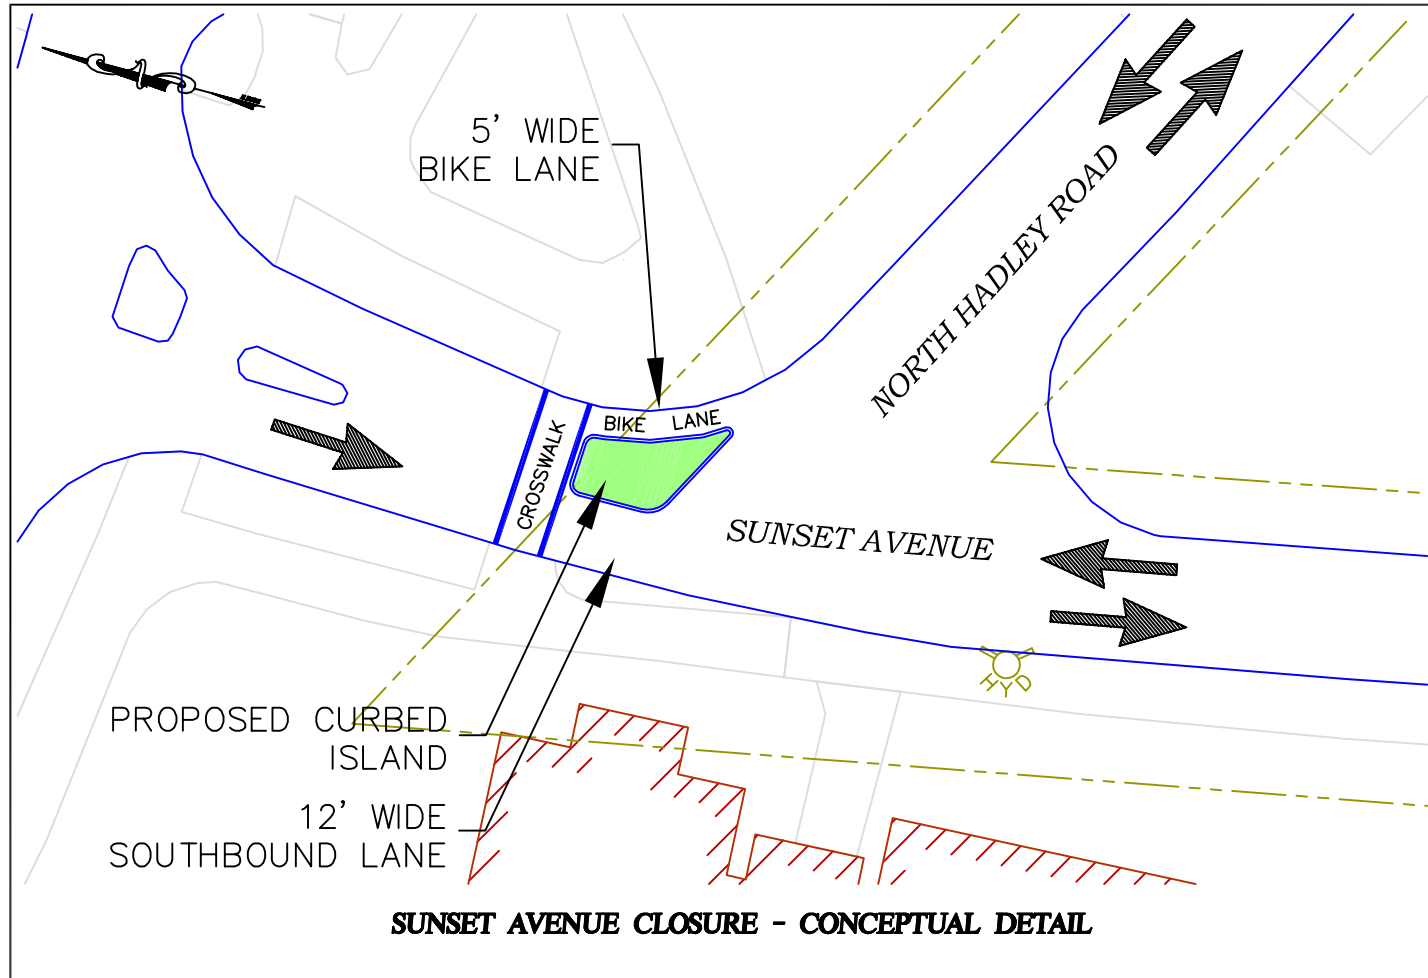 5' WIDE
BIKE LANE
NORTH HADLEY ROAD
BIKE LANE
CROSSWALK
SUNSET AVENUE
HYD
PROPOSED CURBED
ISLAND
12' WIDE
SOUTHBOUND LANE
SUNSET AVENUE CLOSURE - CONCEPTUAL DETAIL